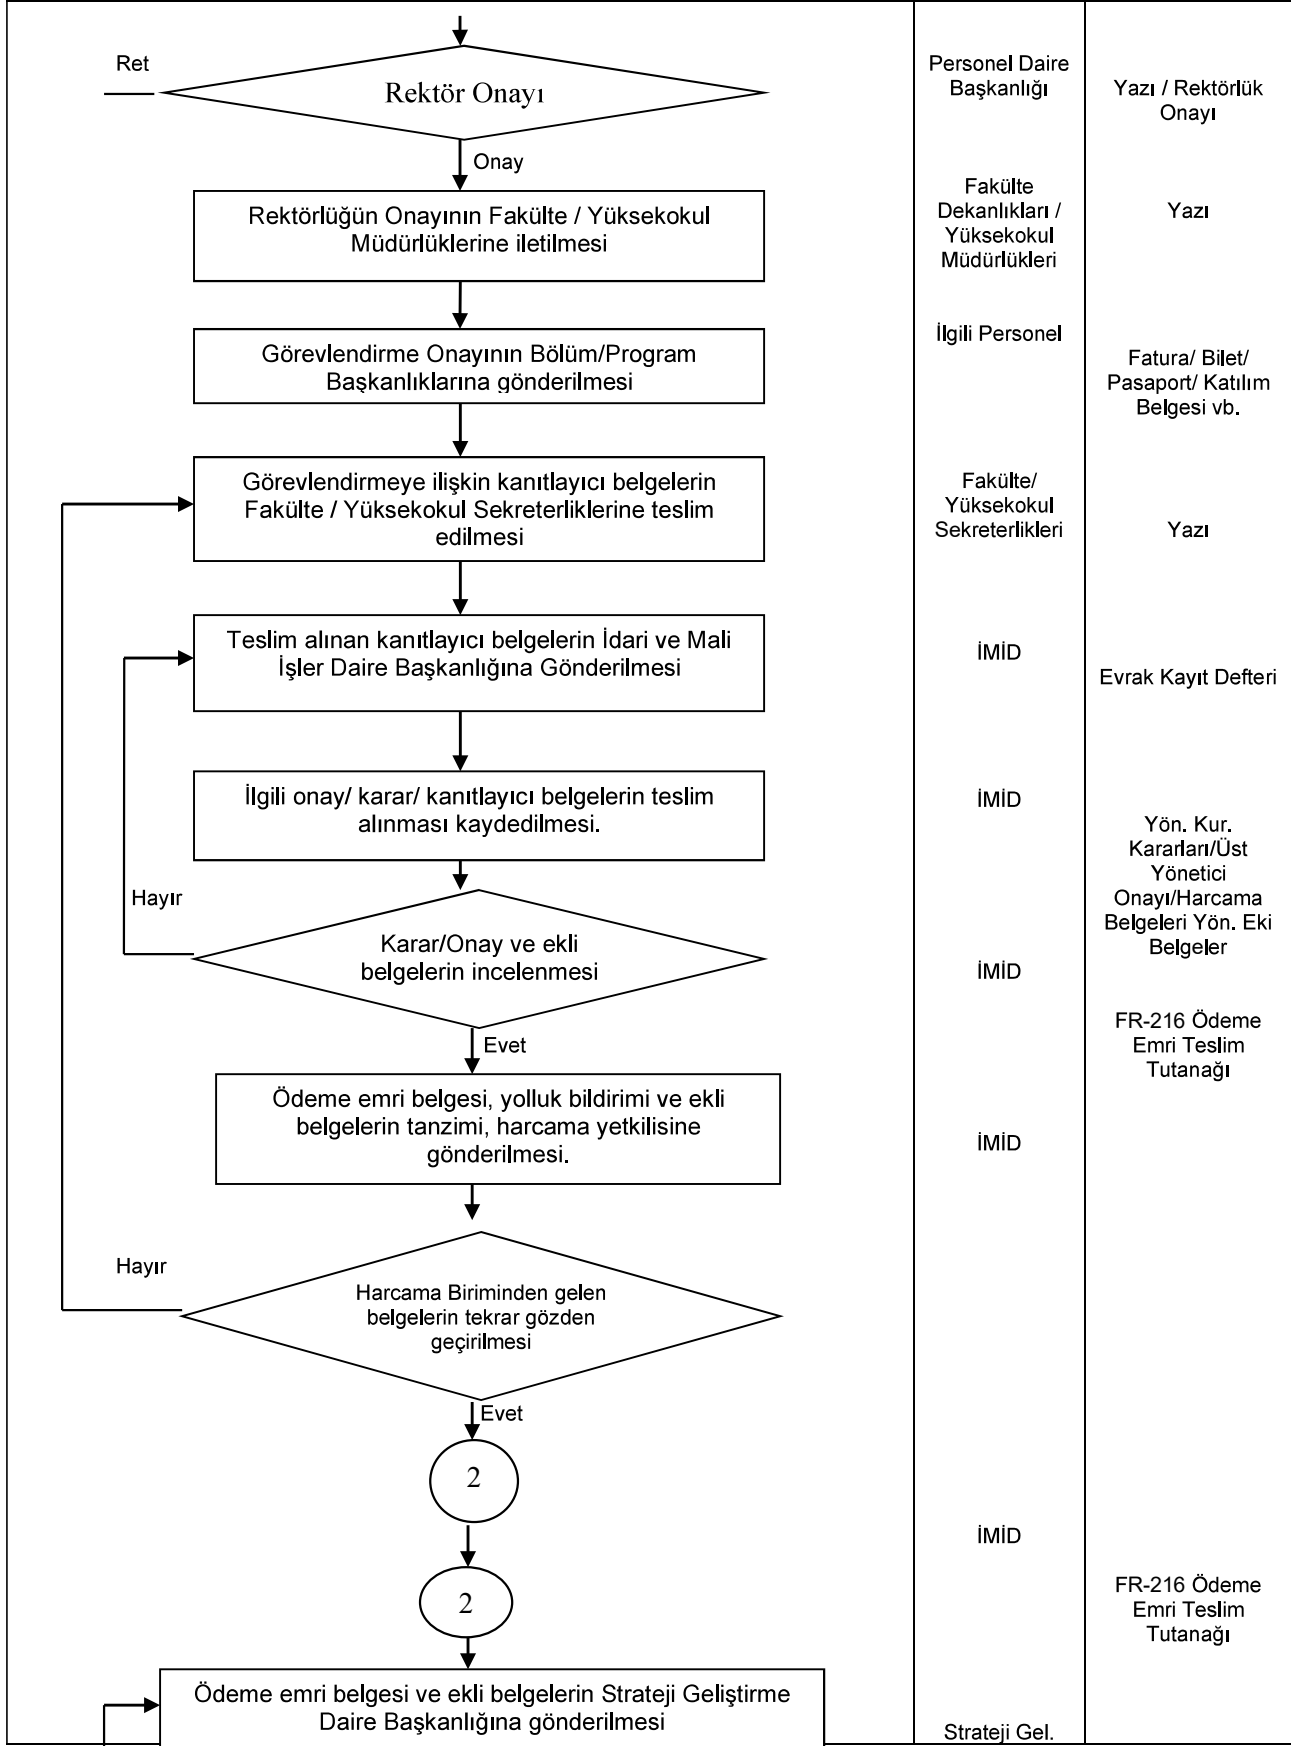 Ret
Rektör Onayı
Onay
Rektörlüğün Onayının Fakülte / Yüksekokul
Müdürlüklerine iletilmesi
Görevlendirme Onayının Bölüm/Program
Başkanlıklarına gönderilmesi
Görevlendirmeye ilişkin kanıtlayıcı belgelerin
Fakülte / Yüksekokul Sekreterliklerine teslim
edilmesi
Teslim alınan kanıtlayıcı belgelerin İdari ve Mali
İşler Daire Başkanlığına Gönderilmesi
İlgili onay/ karar/ kanıtlayıcı belgelerin teslim
alınması kaydedilmesi.
Hayır
Karar/Onay ve ekli
belgelerin incelenmesi
Evet
Ödeme emri belgesi, yolluk bildirimi ve ekli
belgelerin tanzimi, harcama yetkilisine
gönderilmesi.
Hayır
Harcama Biriminden gelen
belgelerin tekrar gözden
geçirilmesi
Evet
2
2
Ödeme emri belgesi ve ekli belgelerin Strateji Geliştirme
Daire Başkanlığına gönderilmesi
Personel Daire
Başkanlığı
Fakülte
Dekanlıkları /
Yüksekokul
Müdürlükleri
İlgili Personel
Fakülte/
Yüksekokul
Sekreterlikleri
İMİD
İMİD
İMİD
İMİD
İMİD
Strateji Gel.
Yazı / Rektörlük
Onayı
Yazı
Fatura/ Bilet/
Pasaport/ Katılım
Belgesi vb.
Yazı
Evrak Kayıt Defteri
Yön. Kur.
Kararları/Üst
Yönetici
Onayı/Harcama
Belgeleri Yön. Eki
Belgeler
FR-216 Ödeme
Emri Teslim
Tutanağı
FR-216 Ödeme
Emri Teslim
Tutanağı